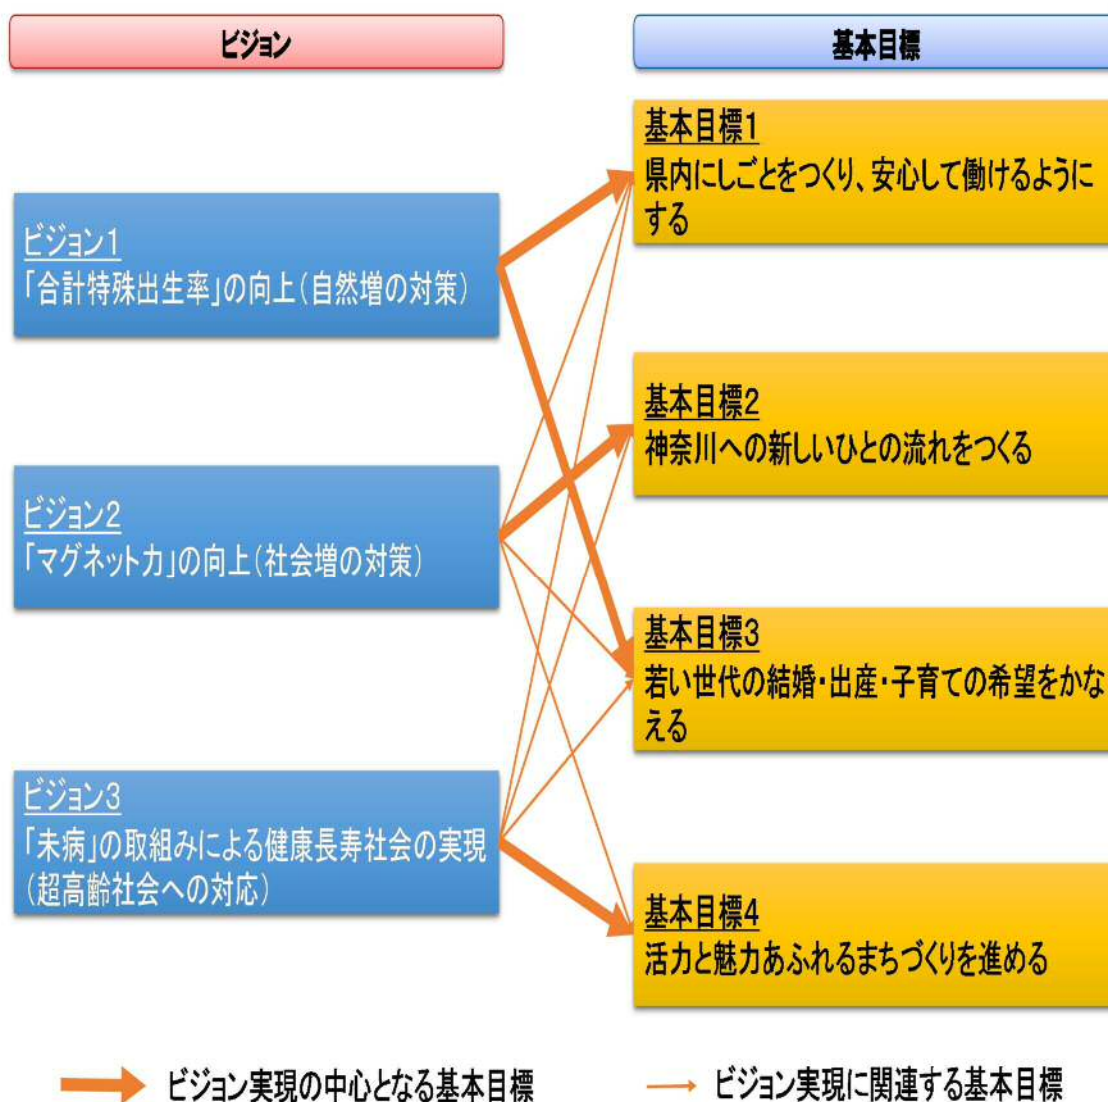 ビジョン
基本目標
ビジョン1
「合計特殊出生率」の向上(自然増の対策)
ビジョン2
「マグネット力」の向上(社会増の対策)
ビジョン3
「未病」の取組みによる健康長寿社会の実現
(超高齢社会への対応)
基本目標1
県内にしごとをつくり、安心して働けるように
する
基本目標2
神奈川への新しいひとの流れをつくる
基本目標3
若い世代の結婚・出産・子育ての希望をかな
える
基本目標4
活力と魅力あふれるまちづくりを進める
ビジョン実現の中心となる基本目標
ビジョン実現に関連する基本目標